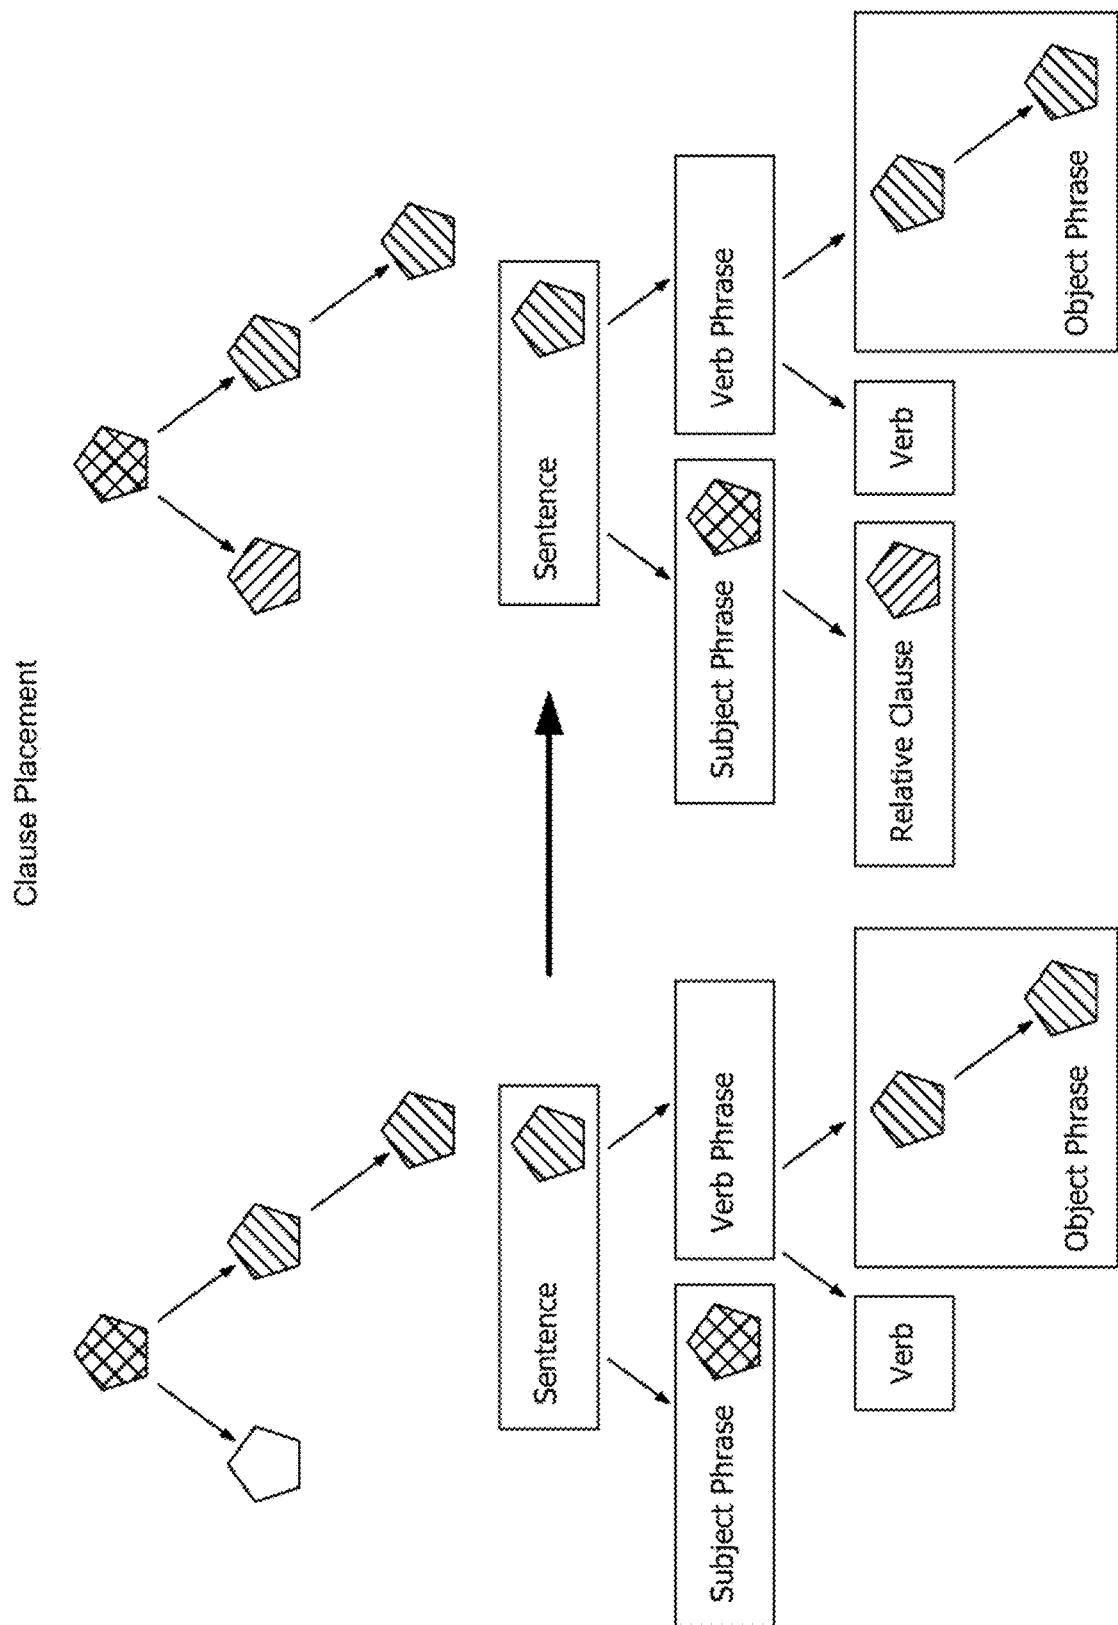 Clause Placement
Sentence
Subject Phrase
Verb Phrase
Verb
Object Phrase
Sentence
Subject Phrase
Verb Phrase
Relative Clause
Verb
Object Phrase